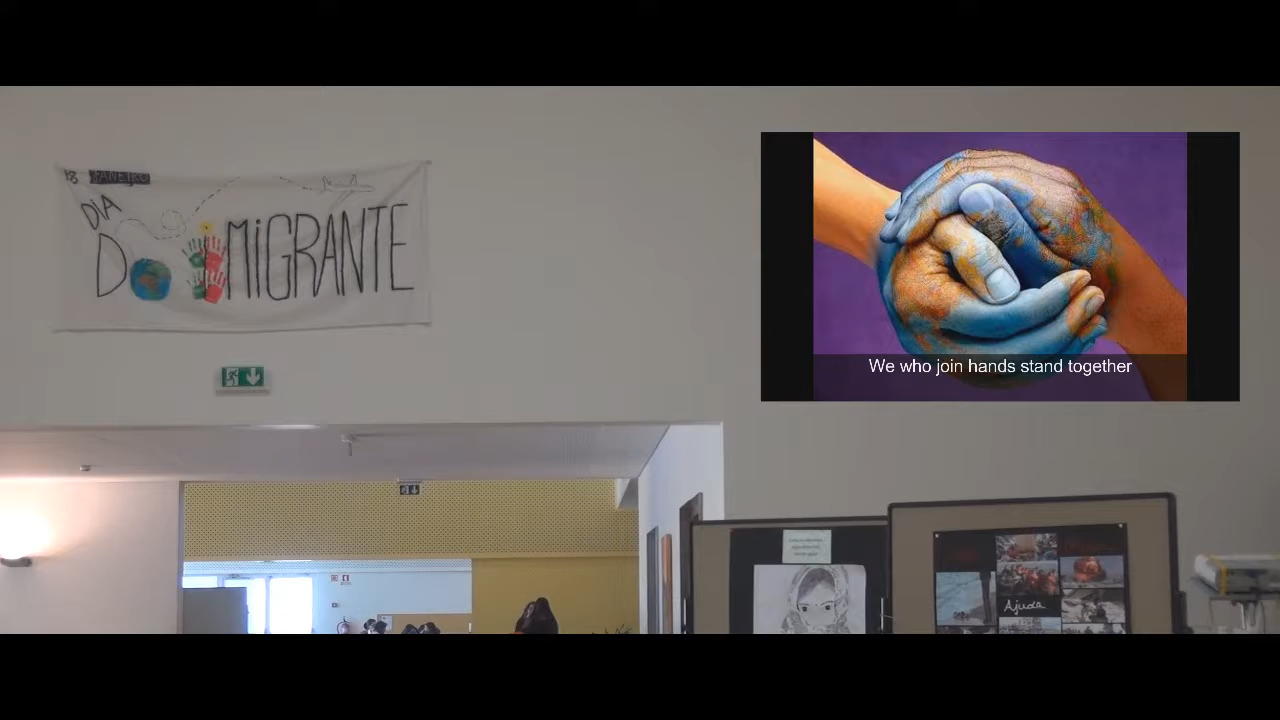 18 JANEIRO
DIA
DO MIGRANTE
We who join hands stand together
Ajuda